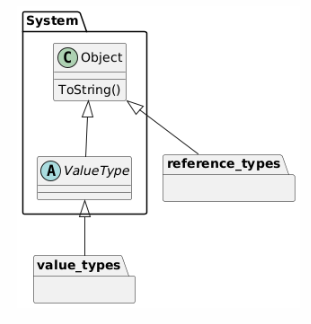 System
C Object
ToString()
A ValueType
reference_types
value_types